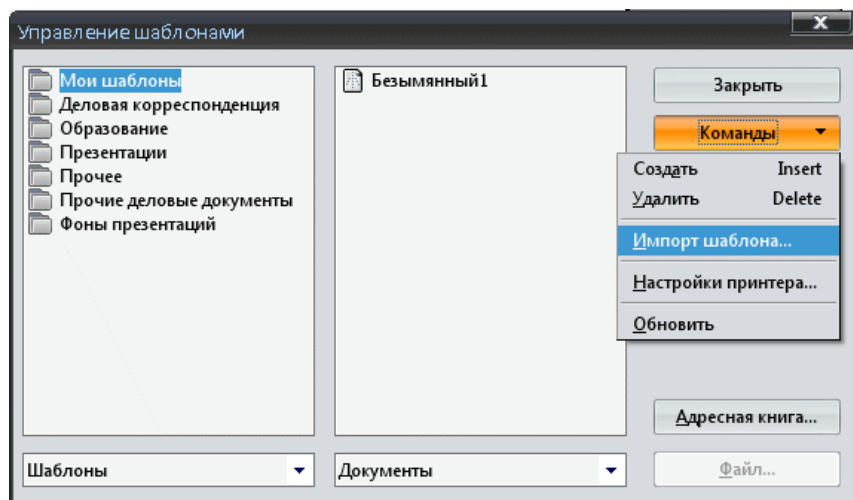 Управление шаблонами
X
Мои шаблоны
Деловая корреспонденция
Образование
Презентации
Прочее
Прочие деловые документы
Фоны презентаций
Шаблоны
Безымянный1
Документы
Закрыть
Команды
Создать Insert
Удалить Delete
Импорт шаблона...
Настройки принтера...
Обновить
Адресная книга...
Файл...